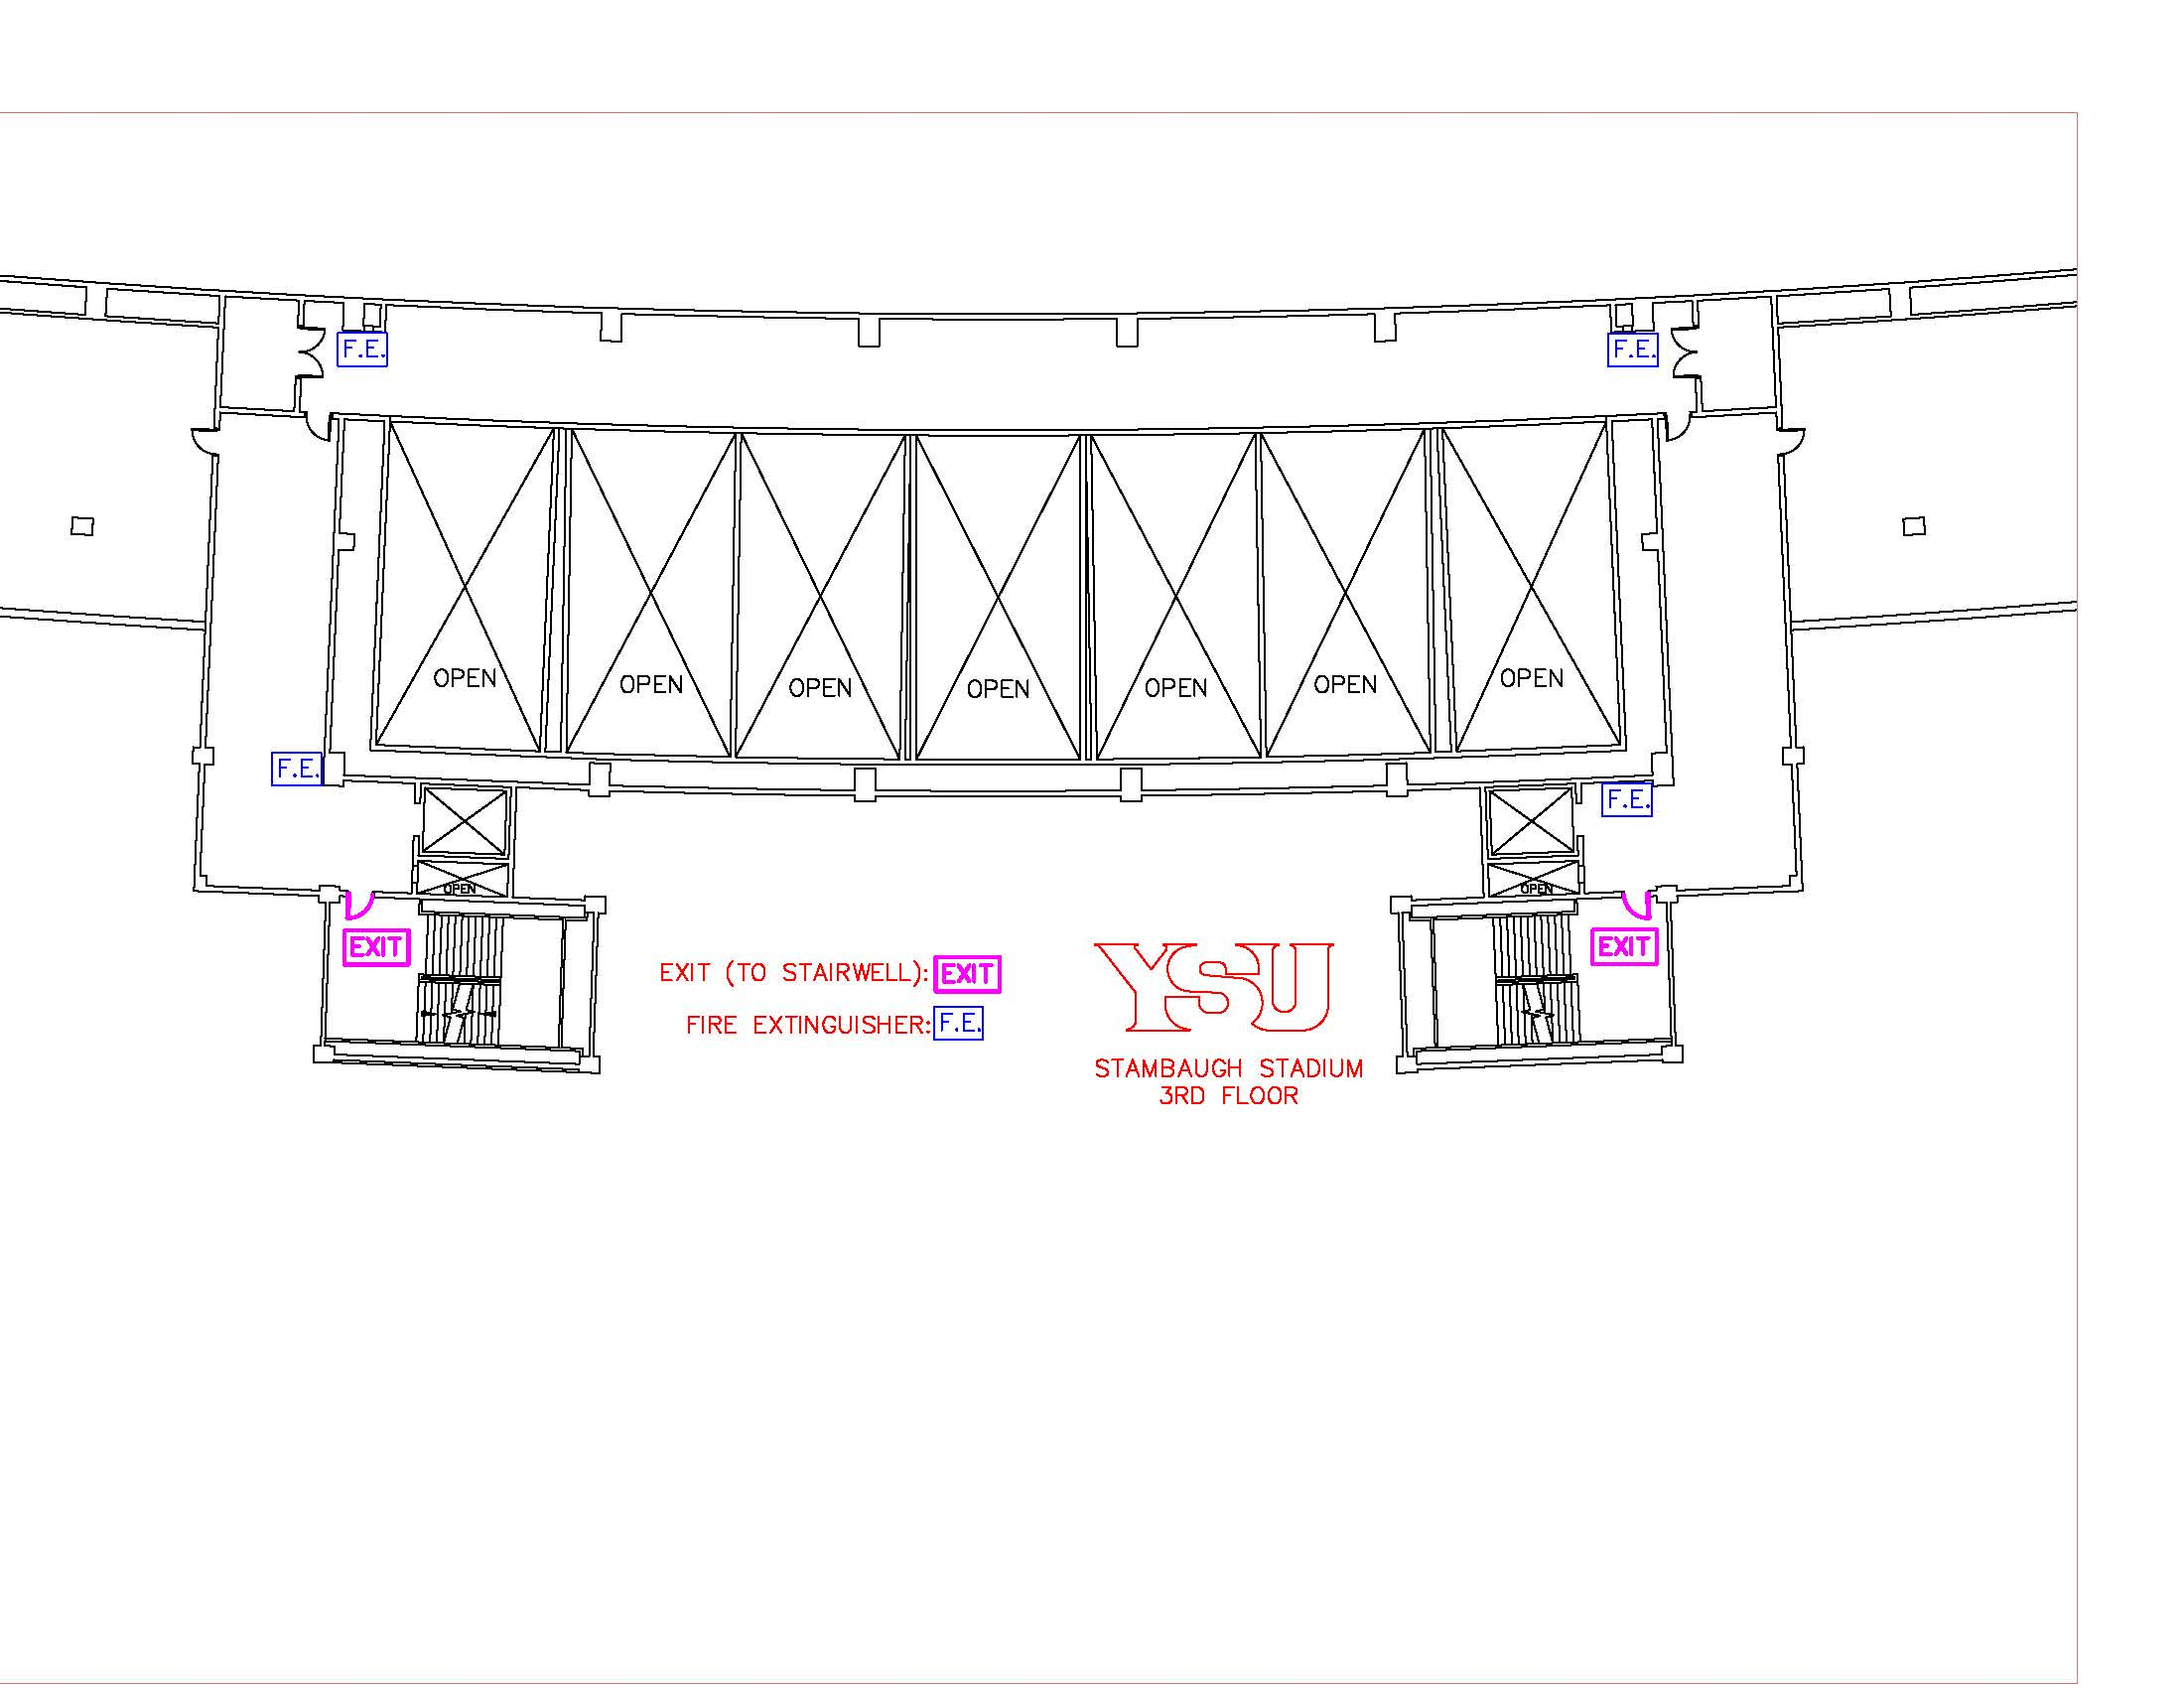 F.E. F.E.
OPEN OPEN OPEN OPEN OPEN OPEN OPEN
F.E. F.E.
OPEN OPEN
EXIT EXIT
EXIT (TO STAIRWELL): EXIT
FIRE EXTINGUISHER: F.E.
YSU
STAMBAUGH STADIUM
3RD FLOOR